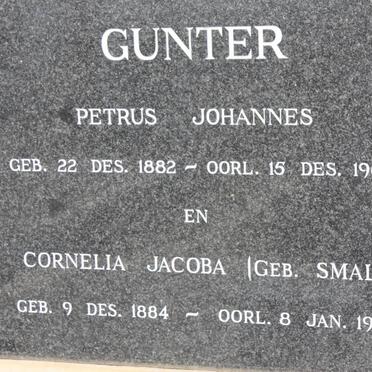 GUNTER
PETRUS JOHANNES
GEB. 22 DES. 1882 ~ OORL. 15 DES.
EN
CORNELIA JACOBA (GEB.
GEB. 9 DES. 1884 ~ OORL. 8 JAN.